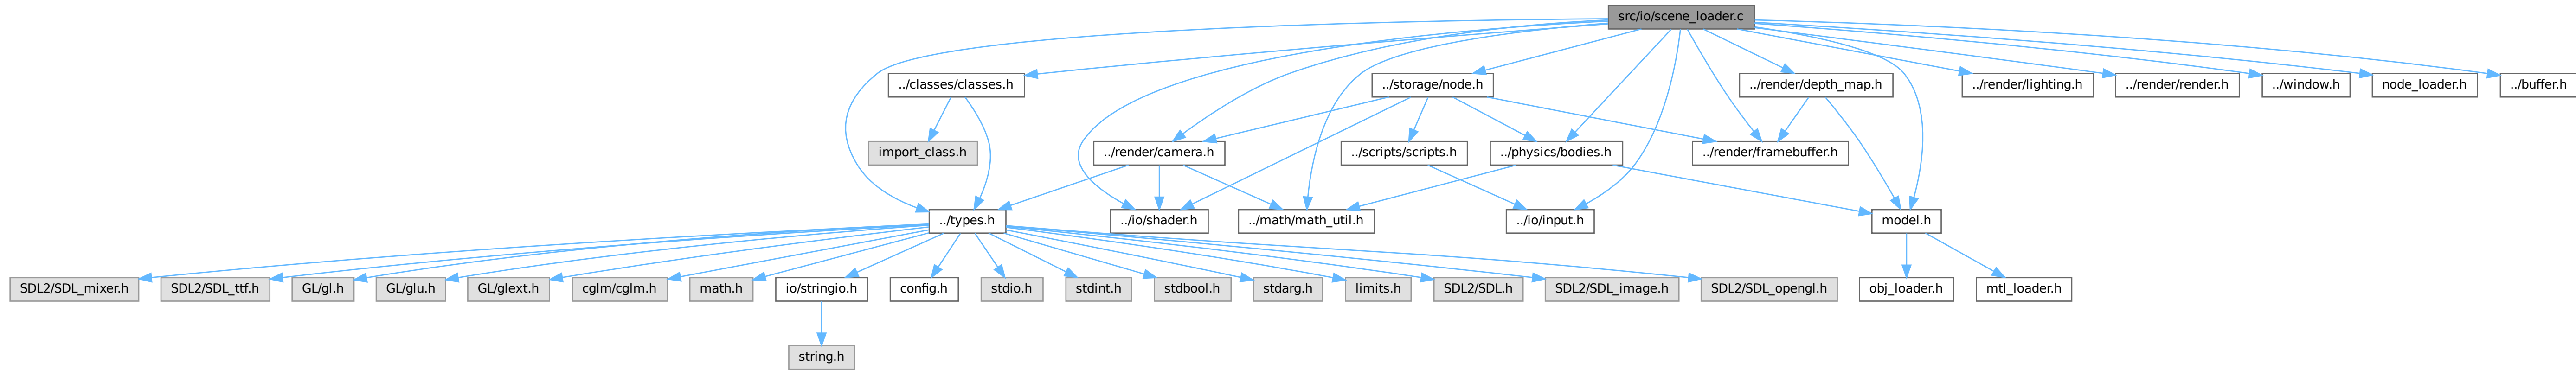 src/io/scene_loader.c
../classes/classes.h
../storage/node.h
../render/depth_map.h
../render/lighting.h
../render/render.h
../window.h
node_loader.h
../buffer.h
import_class.h
../render/camera.h
../scripts/scripts.h
../physics/bodies.h
../render/framebuffer.h
../types.h
../io/shader.h
../math/math_util.h
../io/input.h
model.h
SDL2/SDL_mixer.h
SDL2/SDL_ttf.h
GL/gl.h
GL/glu.h
GL/glext.h
cglm/cglm.h
math.h
io/stringio.h
config.h
stdio.h
stdint.h
stdbool.h
stdarg.h
limits.h
SDL2/SDL.h
SDL2/SDL_image.h
SDL2/SDL_opengl.h
obj_loader.h
mtl_loader.h
string.h